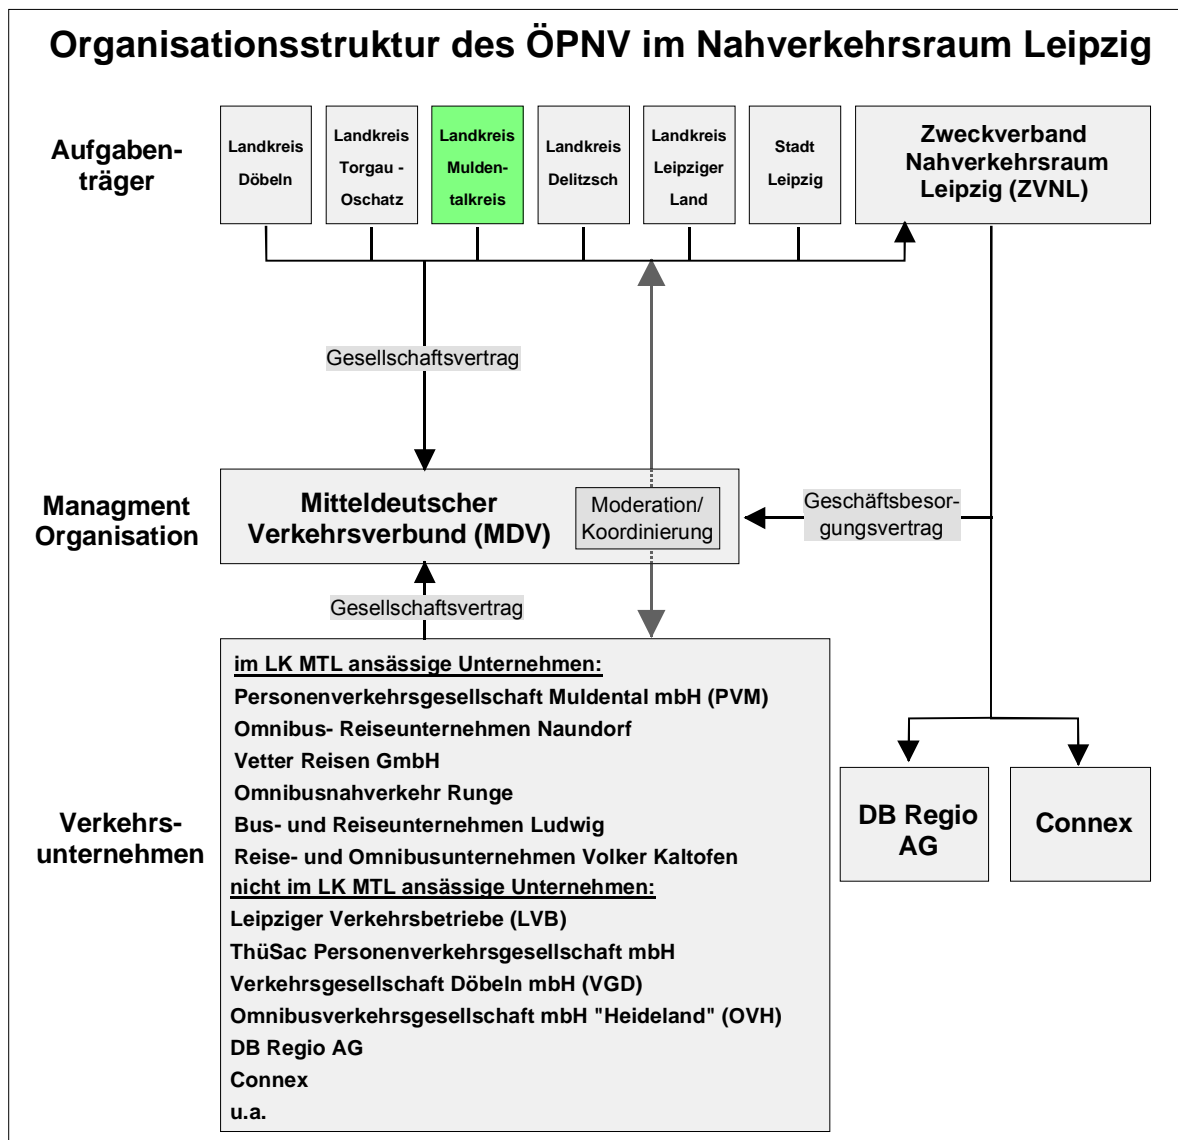 Organisationsstruktur des ÖPNV im Nahverkehrsraum Leipzig
Aufgaben-
träger
Landkreis
Döbeln
Landkreis
Torgau -
Oschatz
Landkreis
Mulden-
talkreis
Landkreis
Delitzsch
Landkreis
Leipziger
Land
Stadt
Leipzig
Zweckverband
Nahverkehrsraum
Leipzig (ZVNL)
Gesellschaftsvertrag
Managment
Organisation
Mitteldeutscher
Verkehrsverbund (MDV)
Moderation/
Koordinierung
Geschäftsbesor-
gungsvertrag
Gesellschaftsvertrag
Verkehrs-
unternehmen
im LK MTL ansässige Unternehmen:
Personenverkehrsgesellschaft Muldental mbH (PVM)
Omnibus- Reiseunternehmen Naundorf
Vetter Reisen GmbH
Omnibusnahverkehr Runge
Bus- und Reiseunternehmen Ludwig
Reise- und Omnibusunternehmen Volker Kaltofen
nicht im LK MTL ansässige Unternehmen:
Leipziger Verkehrsbetriebe (LVB)
ThüSac Personenverkehrsgesellschaft mbH
Verkehrsgesellschaft Döbeln mbH (VGD)
Omnibusverkehrsgesellschaft mbH "Heideland" (OVH)
DB Regio AG
Connex
u.a.
DB Regio
AG
Connex